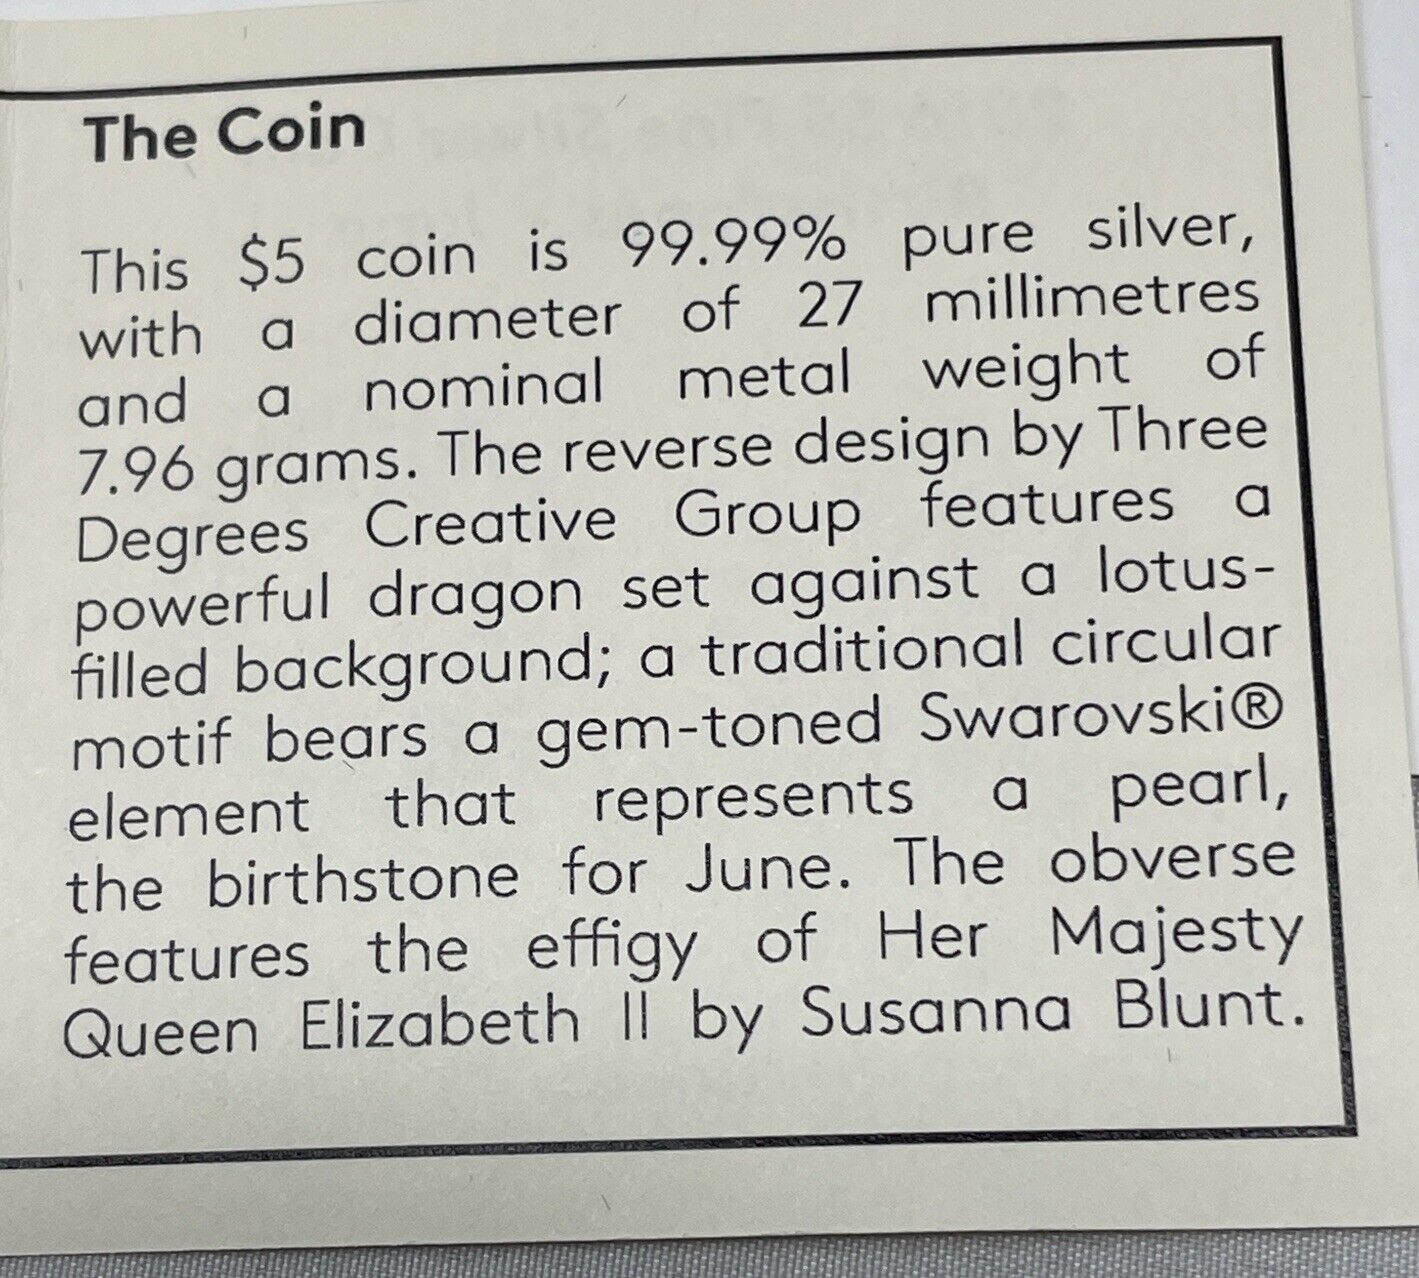 The Coin
This $5 coin is 99.99% pure silver,
with a diameter of 27 millimetres
and a nominal metal weight of
7.96 grams. The reverse design by Three
Degrees Creative Group features a
powerful dragon set against a lotus-
filled background; a traditional circular
motif bears a gem-toned Swarovski®
element that represents a pearl,
the birthstone for June. The obverse
features the effigy of Her Majesty
Queen Elizabeth II by Susanna Blunt.